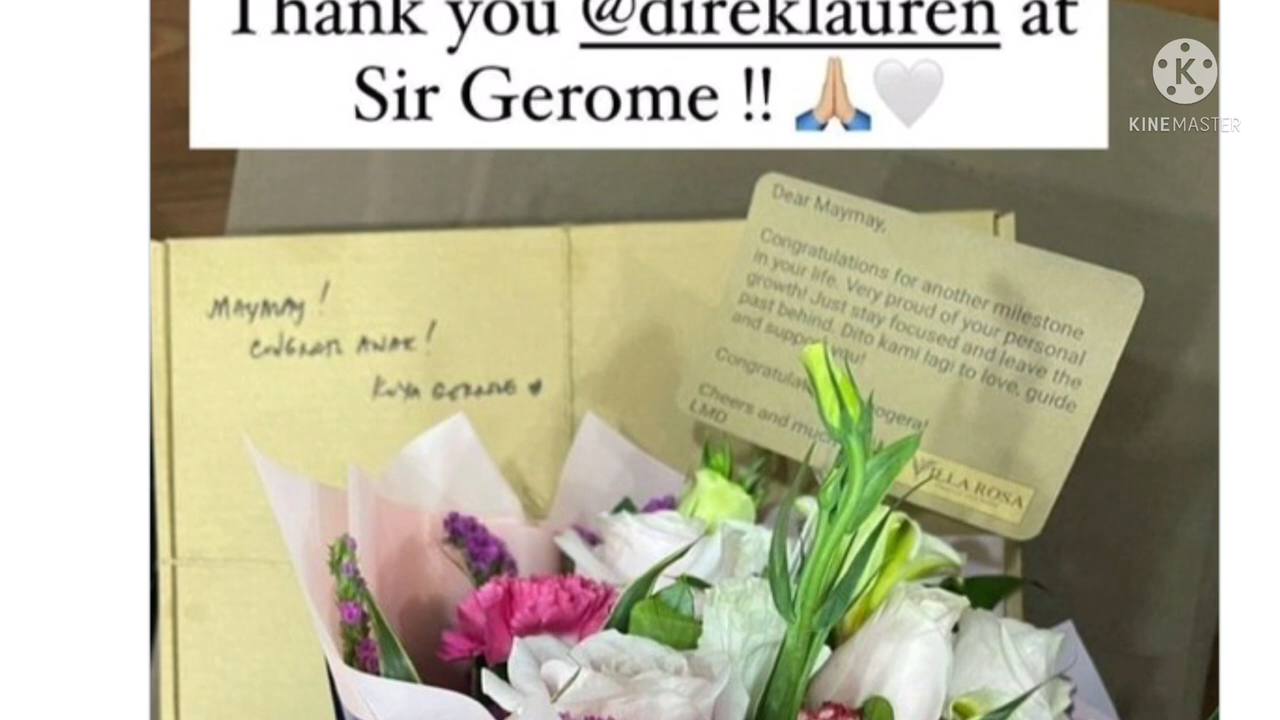 Thank you @direklauren at
Sir Gerome !! 🙏🏼🤍
KINEMASTER
MAYMAY!
CONGRATS ANAK!
KUYA GEROME
Dear Maymay,
Congratulations for another milestone
in your life. Very proud of your personal
growth! Just stay focused and leave the
past behind. Dito kami lagi to love, guide
and support you!
Cheers and much
LMD
VILLA ROSA